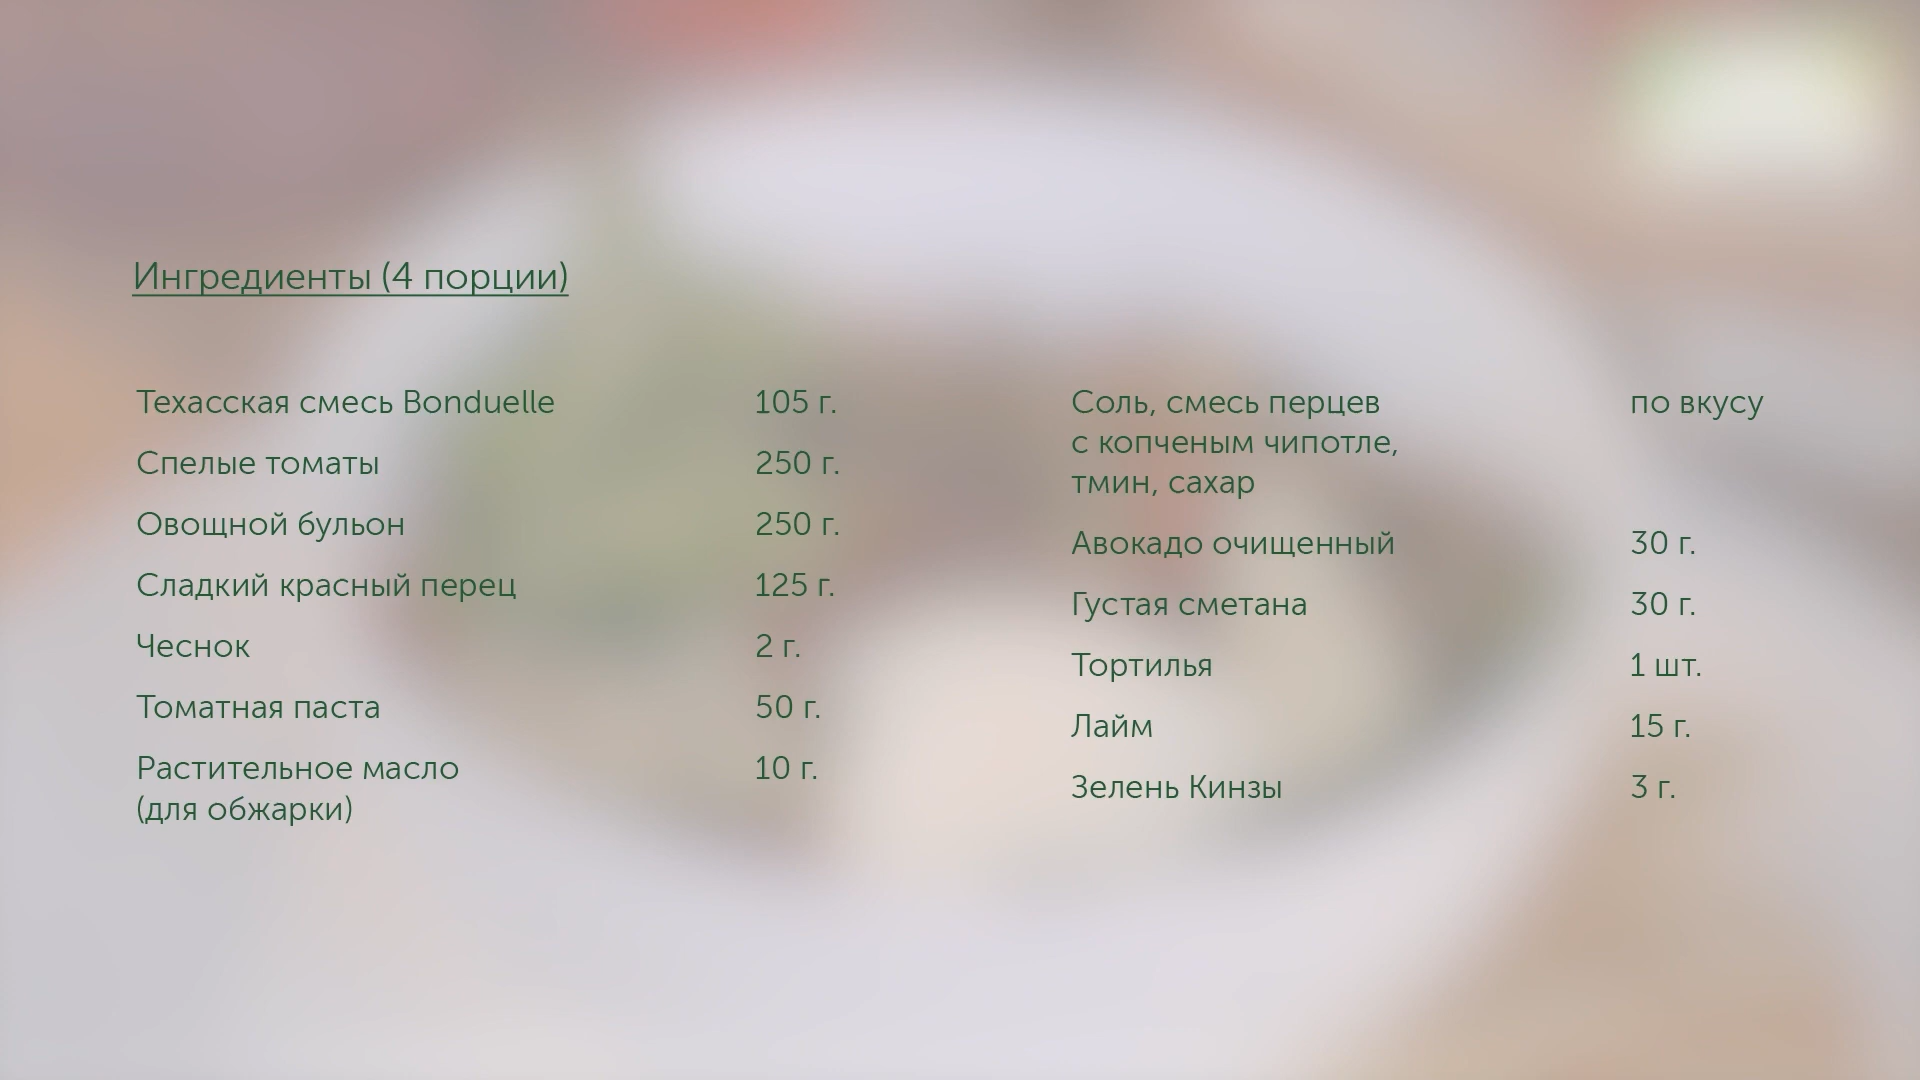 Ингредиенты (4 порции)
Техасская смесь Bonduelle 105 г.
Спелые томаты 250 г.
Овощной бульон 250 г.
Сладкий красный перец 125 г.
Чеснок 2 г.
Томатная паста 50 г.
Растительное масло 10 г.
(для обжарки)
Соль, смесь перцев по вкусу
с копченым чипотле,
тмин, сахар
Авокадо очищенный 30 г.
Густая сметана 30 г.
Тортилья 1 шт.
Лайм 15 г.
Зелень Кинзы 3 г.